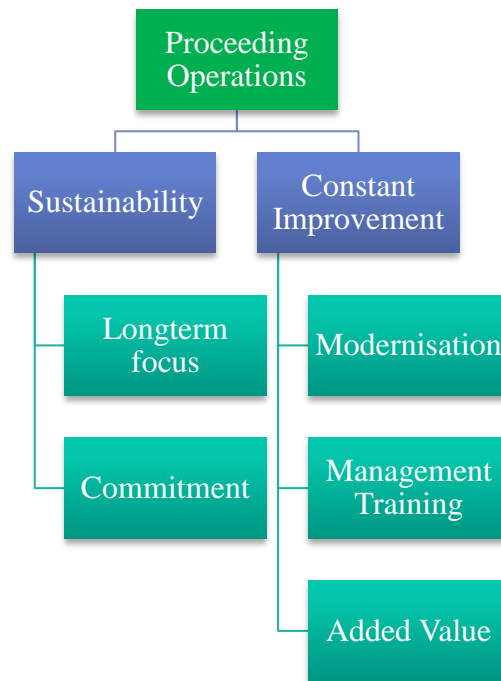 Proceeding
Operations
Sustainability
Constant
Improvement
Longterm
focus
Modernisation
Commitment
Management
Training
Added Value